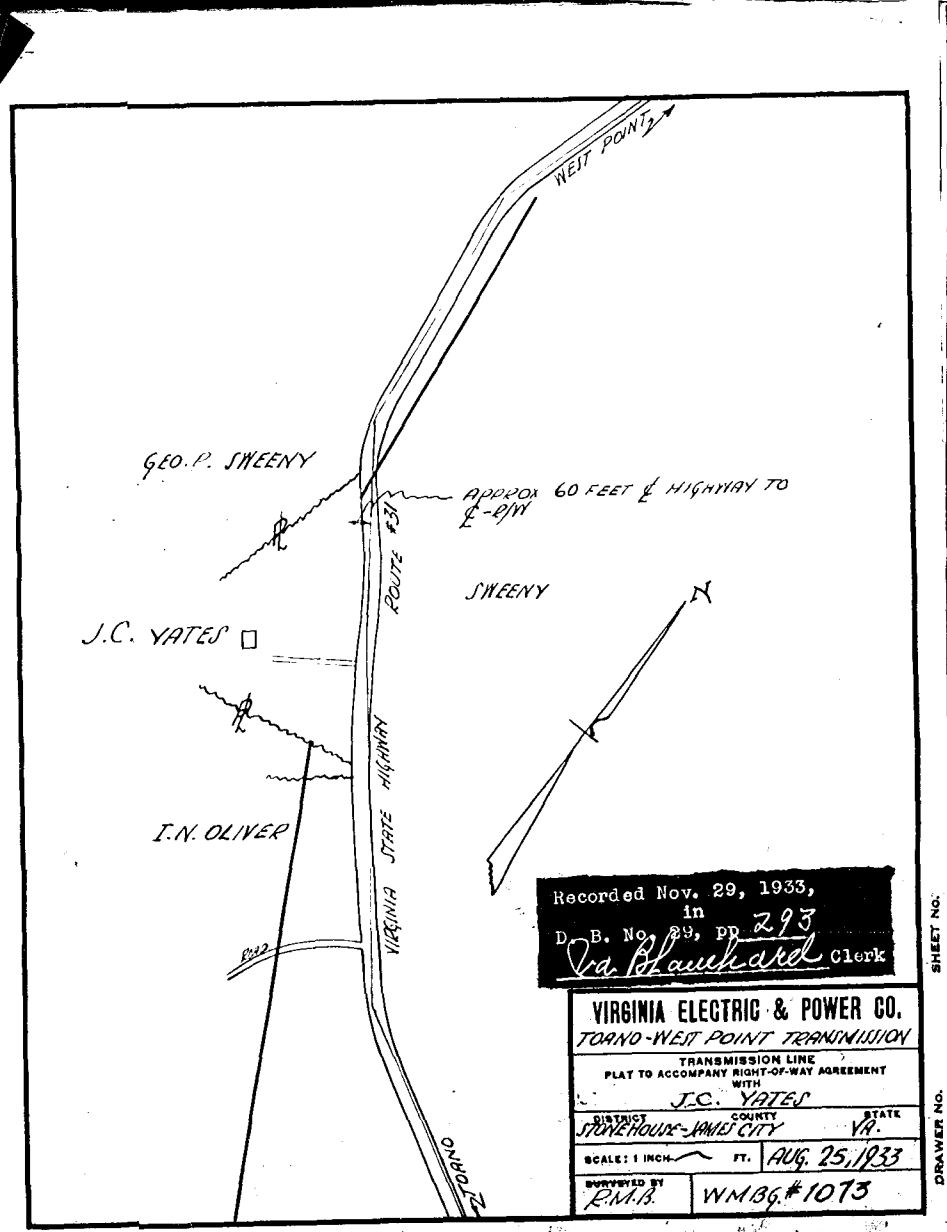 WEST POINT
GEO. P. SWEENY
APPROX 60 FEET ℄ HIGHWAY TO
℄-R/W
ROUTE #31
SWEENY
N
J.C. YATES
VIRGINIA STATE HIGHWAY
I.N. OLIVER
ROAD
TOANO
Recorded Nov. 29, 1933,
in
D. B. No. 29, pp 293
Blanchard Clerk
VIRGINIA ELECTRIC & POWER CO.
TOANO-WEST POINT TRANSMISSION
TRANSMISSION LINE
PLAT TO ACCOMPANY RIGHT-OF-WAY AGREEMENT
WITH
J.C. YATES
DISTRICT COUNTY STATE
STONEHOUSE-JAMES CITY VA.
SCALE: 1 INCH FT. AUG. 25, 1933
SURVEYED BY
R.M.B. WMBG. #1073
SHEET NO.
DRAWER NO.